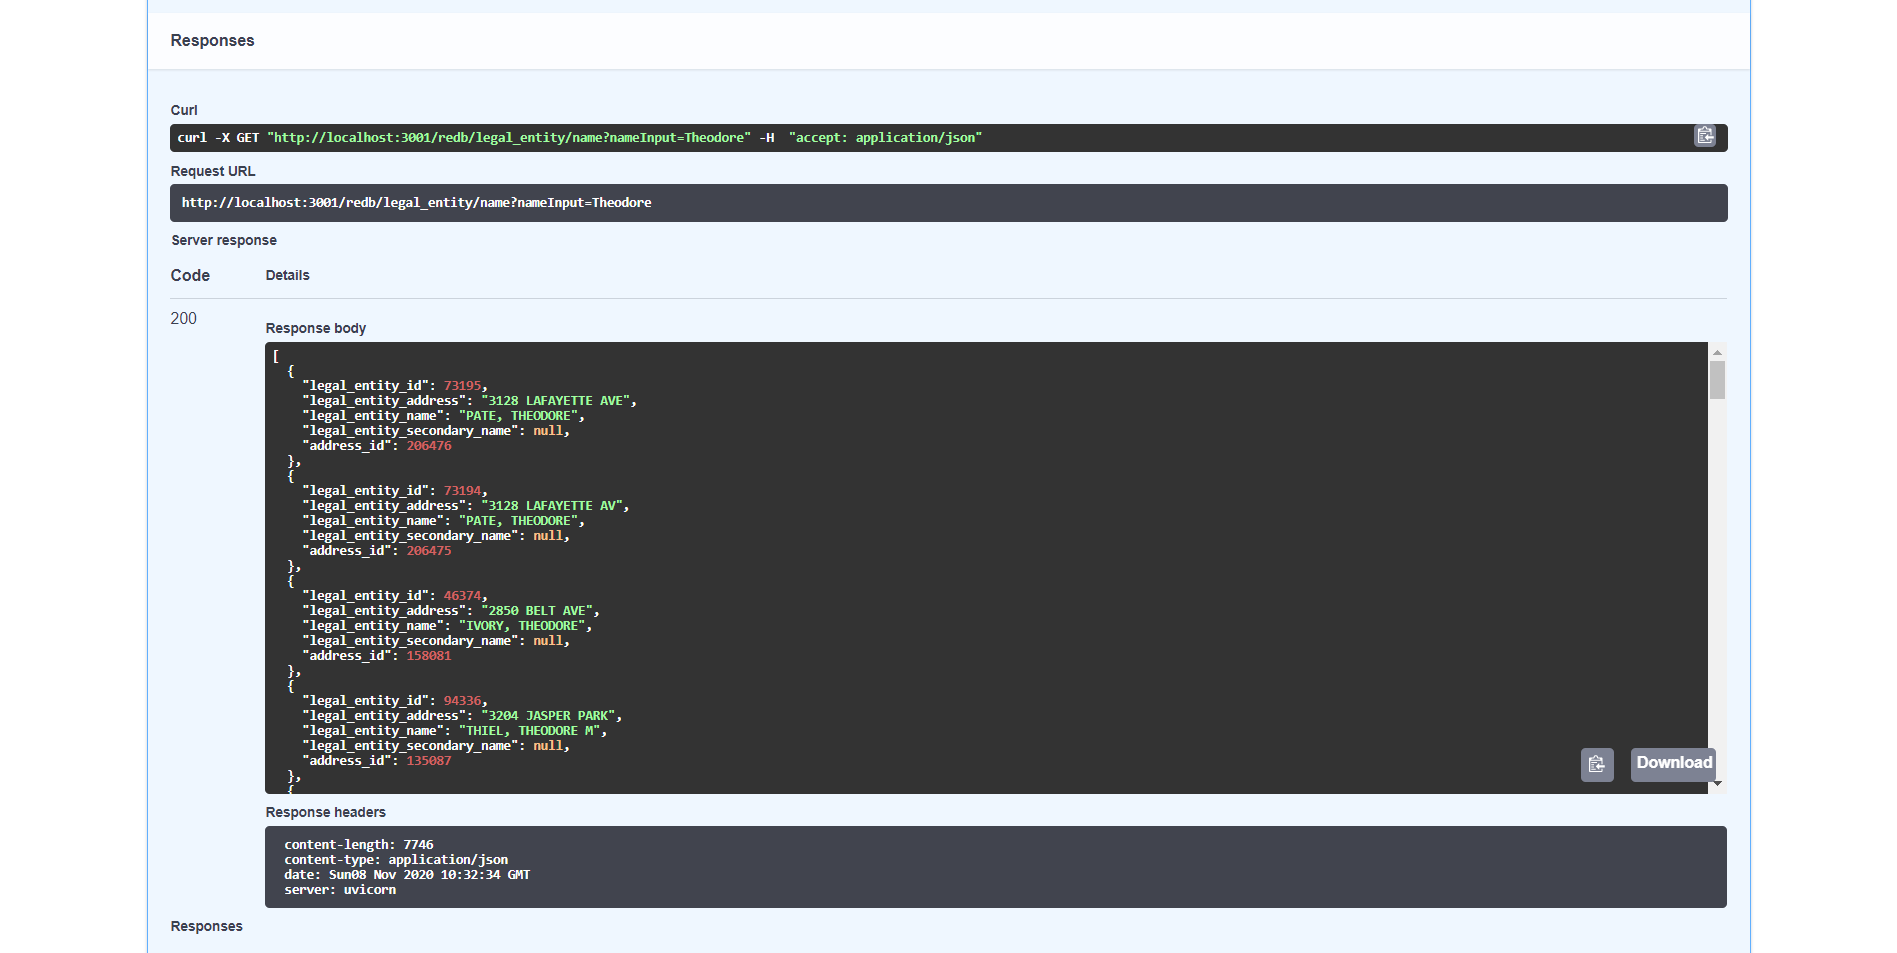 Responses
Curl
curl -X GET "http://localhost:3001/redb/legal_entity/name?nameInput=Theodore" -H  "accept: application/json"
Request URL
http://localhost:3001/redb/legal_entity/name?nameInput=Theodore
Server response
Code Details
200
Response body
[
  {
    "legal_entity_id": 73195,
    "legal_entity_address": "3128 LAFAYETTE AVE",
    "legal_entity_name": "PATE, THEODORE",
    "legal_entity_secondary_name": null,
    "address_id": 206476
  },
  {
    "legal_entity_id": 73194,
    "legal_entity_address": "3128 LAFAYETTE AV",
    "legal_entity_name": "PATE, THEODORE",
    "legal_entity_secondary_name": null,
    "address_id": 206475
  },
  {
    "legal_entity_id": 46374,
    "legal_entity_address": "2850 BELT AVE",
    "legal_entity_name": "IVORY, THEODORE",
    "legal_entity_secondary_name": null,
    "address_id": 158081
  },
  {
    "legal_entity_id": 94336,
    "legal_entity_address": "3204 JASPER PARK",
    "legal_entity_name": "THIEL, THEODORE M",
    "legal_entity_secondary_name": null,
    "address_id": 135087
  },
  {
Download
Response headers
content-length: 7746
content-type: application/json
date: Sun08 Nov 2020 10:32:34 GMT
server: uvicorn
Responses